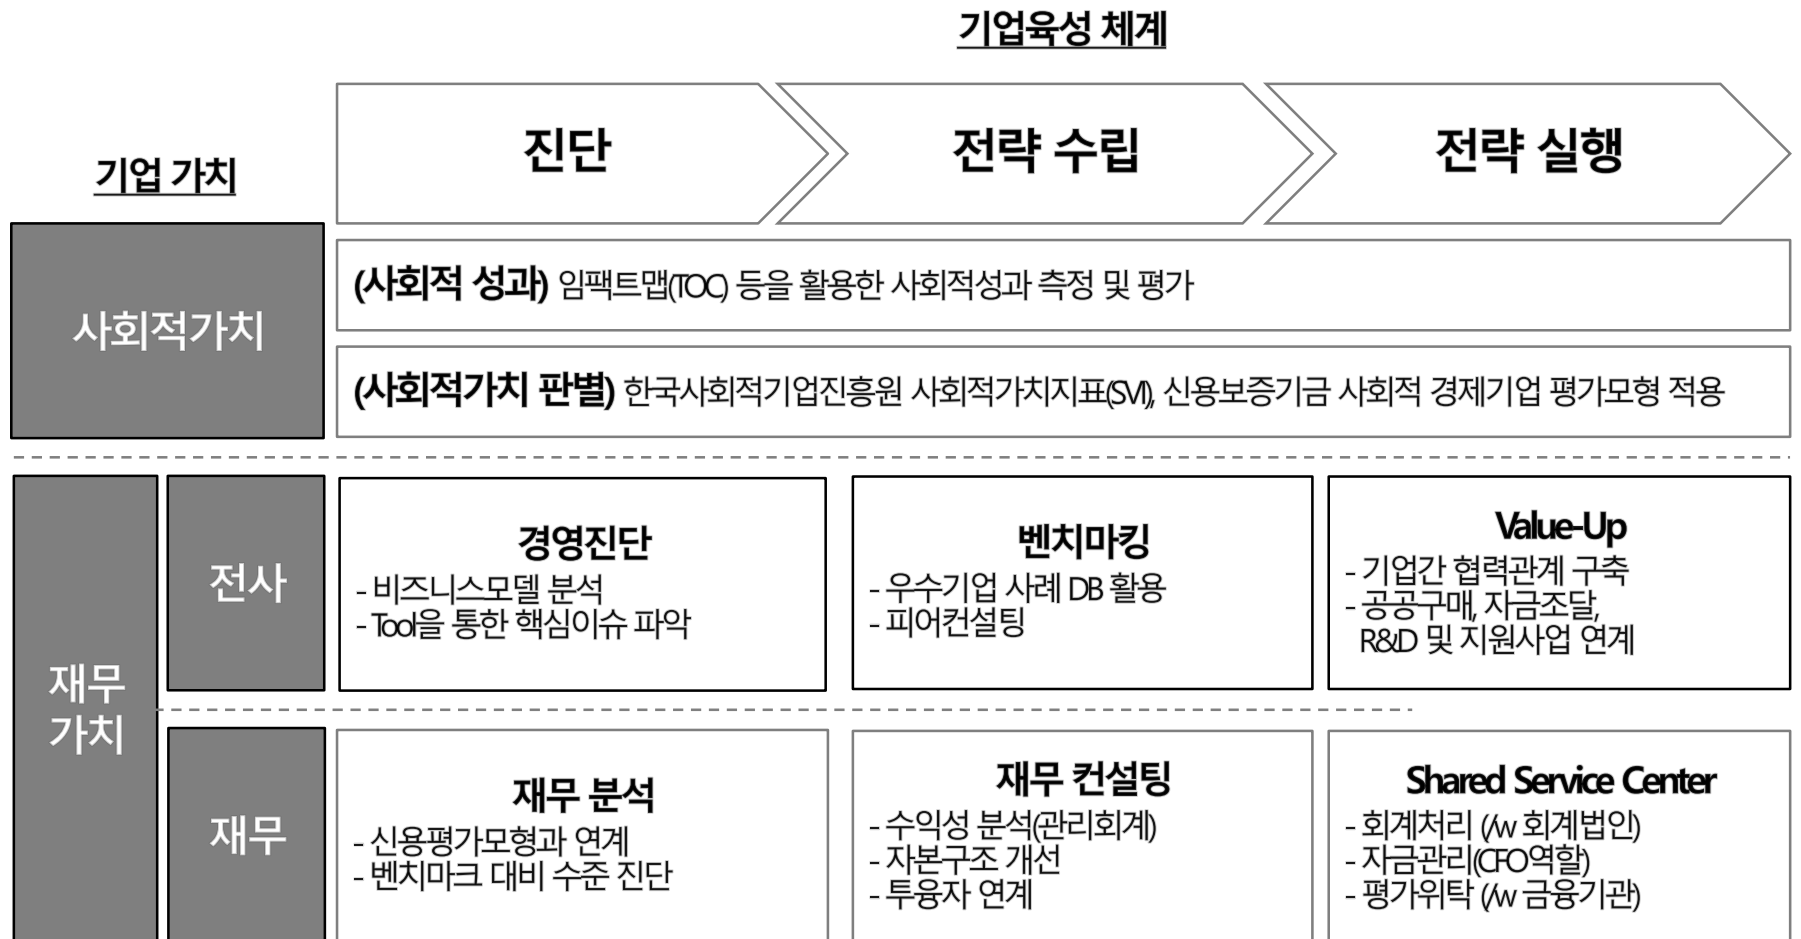 기업육성 체계
기업 가치
진단
전략 수립
전략 실행
사회적가치
(사회적 성과) 임팩트맵(TOC) 등을 활용한 사회적성과 측정 및 평가
(사회적가치 판별) 한국사회적기업진흥원 사회적가치지표(SVI), 신용보증기금 사회적 경제기업 평가모형 적용
재무
가치
전사
경영진단
- 비즈니스모델 분석
- Tool을 통한 핵심이슈 파악
벤치마킹
- 우수기업 사례 DB 활용
- 피어컨설팅
Value-Up
- 기업간 협력관계 구축
- 공공구매, 자금조달,
R&D 및 지원사업 연계
재무
재무 분석
- 신용평가모형과 연계
- 벤치마크 대비 수준 진단
재무 컨설팅
- 수익성 분석(관리회계)
- 자본구조 개선
- 투융자 연계
Shared Service Center
- 회계처리 (/w 회계법인)
- 자금관리(CFO역할)
- 평가위탁 (/w 금융기관)